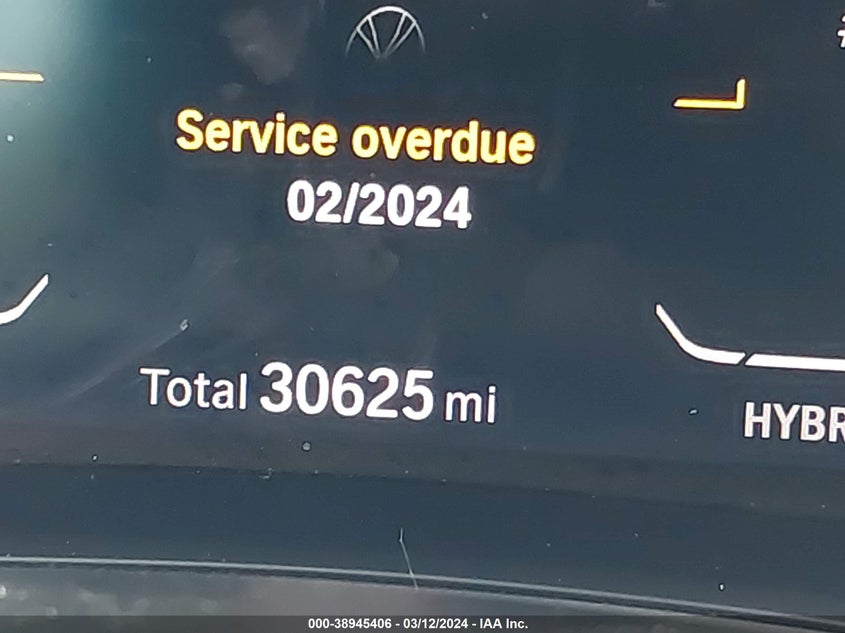 Service overdue
02/2024
Total 30625 mi
HYBR
000-38945406 - 03/12/2024 - IAA Inc.